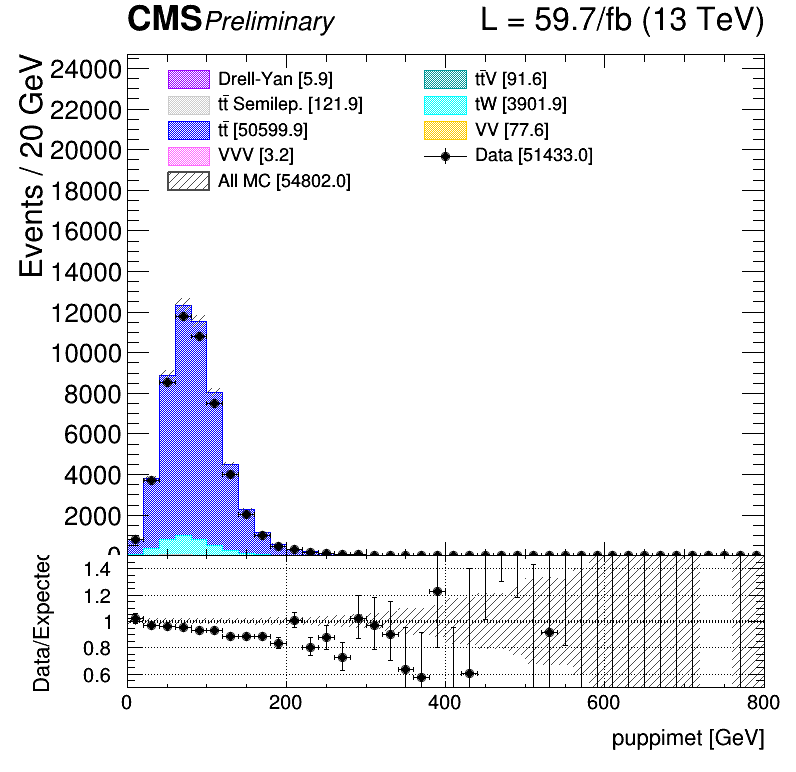 CMS Preliminary L = 59.7/fb (13 TeV)
Events / 20 GeV
24000
22000
20000
18000
16000
14000
12000
10000
8000
6000
4000
2000
0
Drell-Yan [5.9]
tt̄ Semilep. [121.9]
tt̄ [50599.9]
VVV [3.2]
All MC [54802.0]
tt̄V [91.6]
tW [3901.9]
VV [77.6]
Data [51433.0]
Data/Expected
1.4
1.2
1
0.8
0.6
0 200 400 600 800
puppimet [GeV]